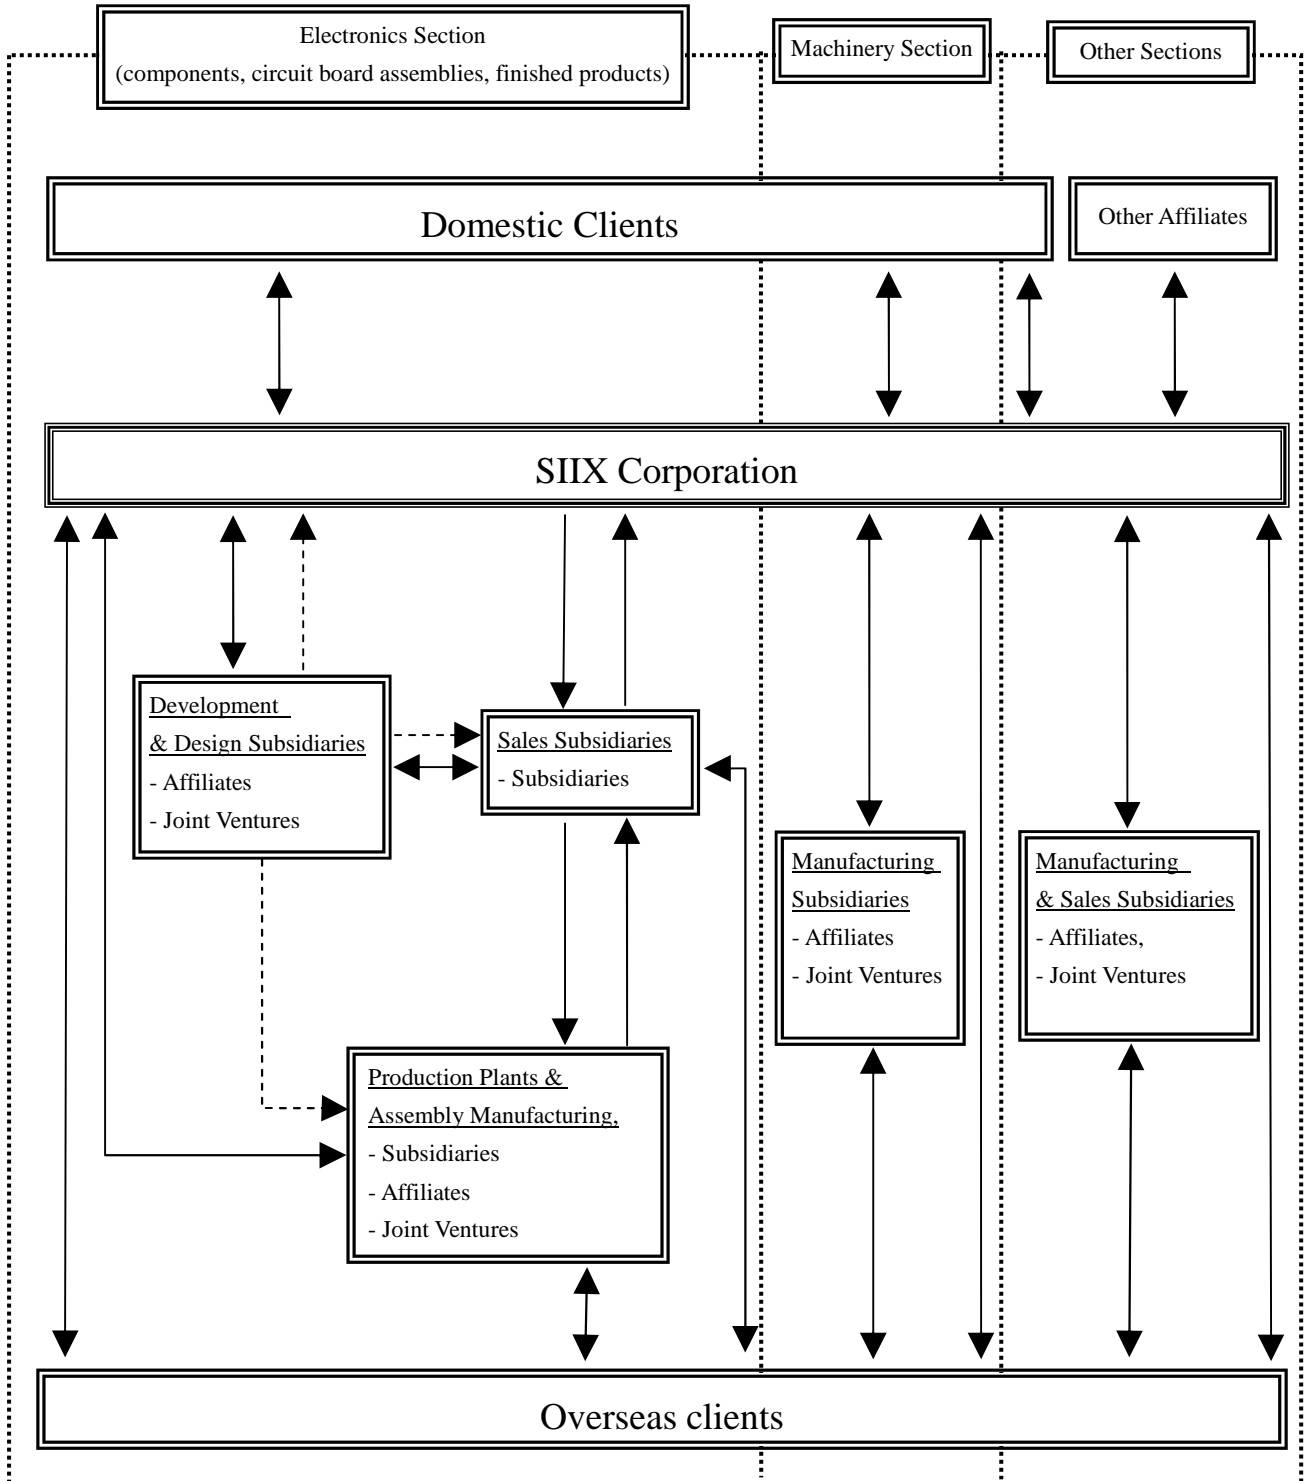 Electronics Section
(components, circuit board assemblies, finished products)
Machinery Section
Other Sections
Domestic Clients
Other Affiliates
SIIX Corporation
Development
& Design Subsidiaries
- Affiliates
- Joint Ventures
Sales Subsidiaries
- Subsidiaries
Manufacturing
Subsidiaries
- Affiliates
- Joint Ventures
Manufacturing
& Sales Subsidiaries
- Affiliates,
- Joint Ventures
Production Plants &
Assembly Manufacturing,
- Subsidiaries
- Affiliates
- Joint Ventures
Overseas clients